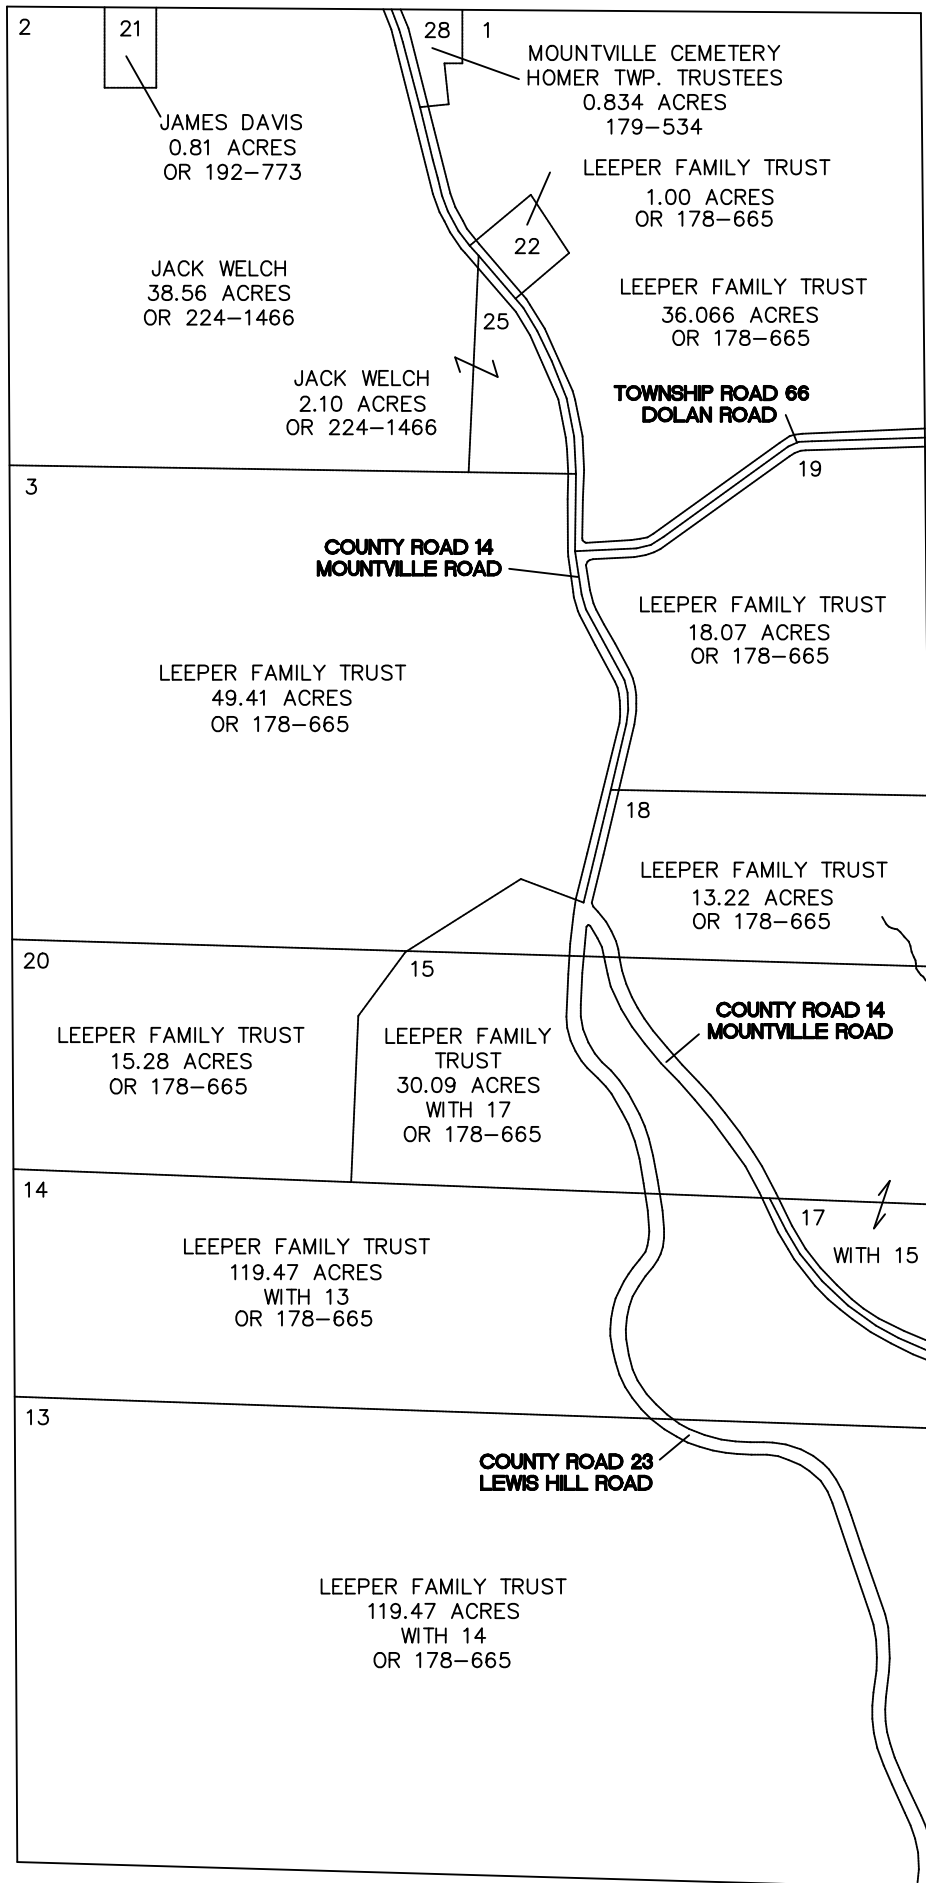 2
21
28
1
MOUNTVILLE CEMETERY
HOMER TWP. TRUSTEES
0.834 ACRES
179-534
JAMES DAVIS
0.81 ACRES
OR 192-773
LEEPER FAMILY TRUST
1.00 ACRES
OR 178-665
22
JACK WELCH
38.56 ACRES
OR 224-1466
LEEPER FAMILY TRUST
36.066 ACRES
OR 178-665
25
JACK WELCH
2.10 ACRES
OR 224-1466
TOWNSHIP ROAD 66
DOLAN ROAD
19
3
COUNTY ROAD 14
MOUNTVILLE ROAD
LEEPER FAMILY TRUST
18.07 ACRES
OR 178-665
LEEPER FAMILY TRUST
49.41 ACRES
OR 178-665
18
LEEPER FAMILY TRUST
13.22 ACRES
OR 178-665
20
15
LEEPER FAMILY TRUST
15.28 ACRES
OR 178-665
LEEPER FAMILY
TRUST
30.09 ACRES
WITH 17
OR 178-665
COUNTY ROAD 14
MOUNTVILLE ROAD
14
17
WITH 15
LEEPER FAMILY TRUST
119.47 ACRES
WITH 13
OR 178-665
13
COUNTY ROAD 23
LEWIS HILL ROAD
LEEPER FAMILY TRUST
119.47 ACRES
WITH 14
OR 178-665